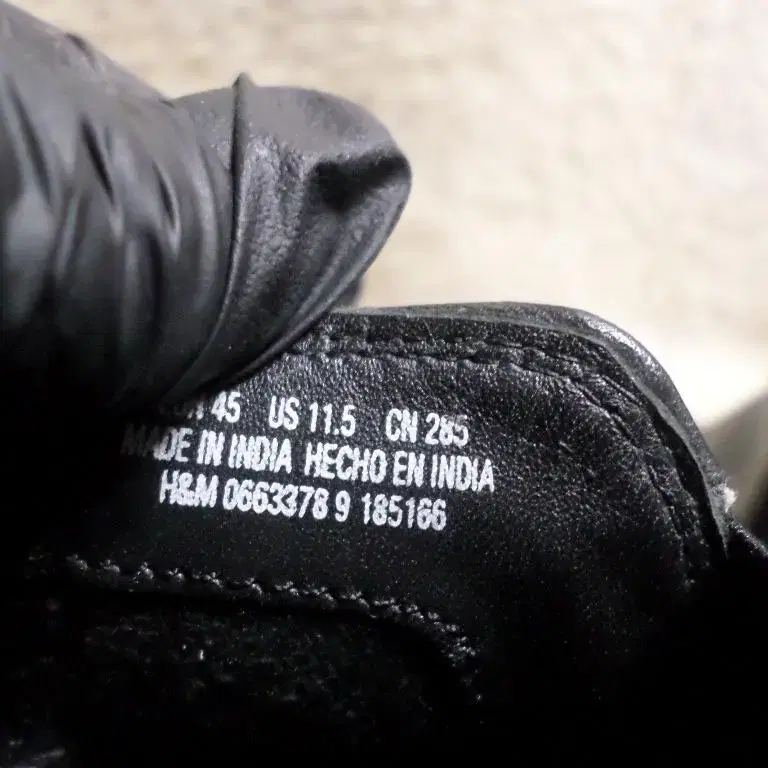 45 US 11.5 CN 285
MADE IN INDIA HECHO EN INDIA
H&M 0663378 9 185166